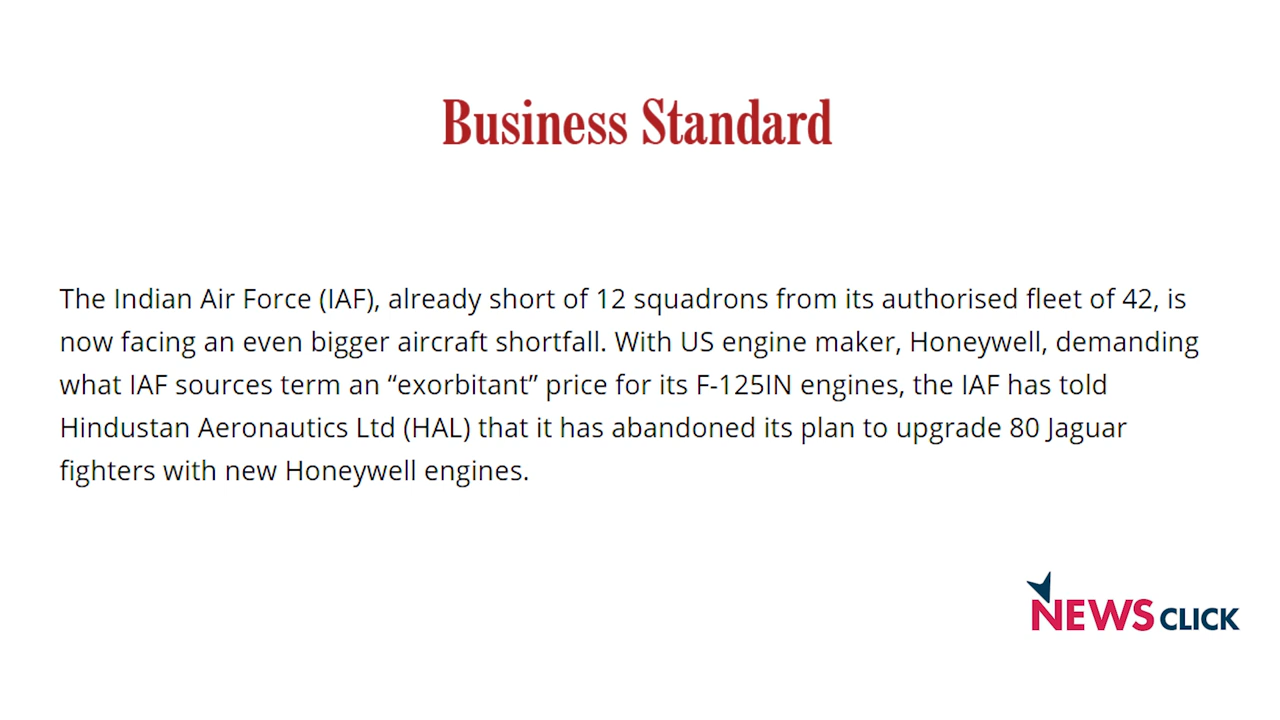 Business Standard
The Indian Air Force (IAF), already short of 12 squadrons from its authorised fleet of 42, is
now facing an even bigger aircraft shortfall. With US engine maker, Honeywell, demanding
what IAF sources term an “exorbitant” price for its F-125IN engines, the IAF has told
Hindustan Aeronautics Ltd (HAL) that it has abandoned its plan to upgrade 80 Jaguar
fighters with new Honeywell engines.
NEWSCLICK